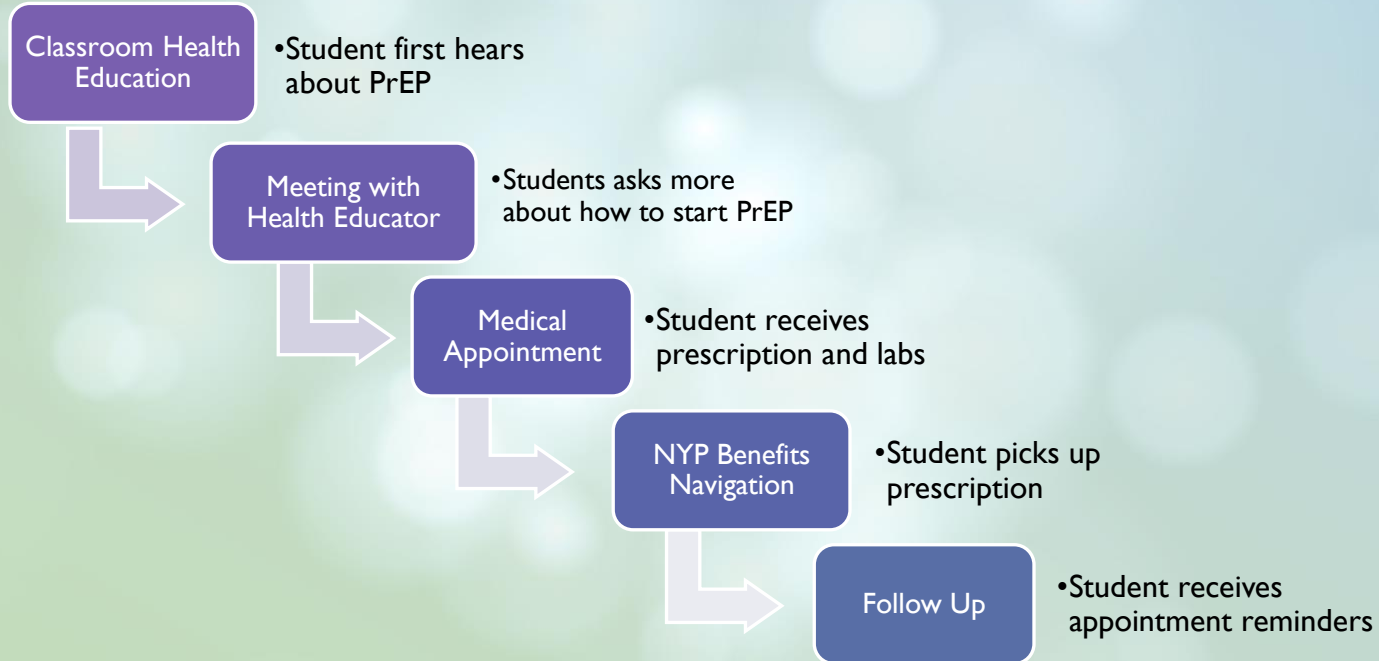 Classroom Health
Education
•Student first hears
about PrEP
Meeting with
Health Educator
•Students asks more
about how to start PrEP
Medical
Appointment
•Student receives
prescription and labs
NYP Benefits
Navigation
•Student picks up
prescription
Follow Up
•Student receives
appointment reminders